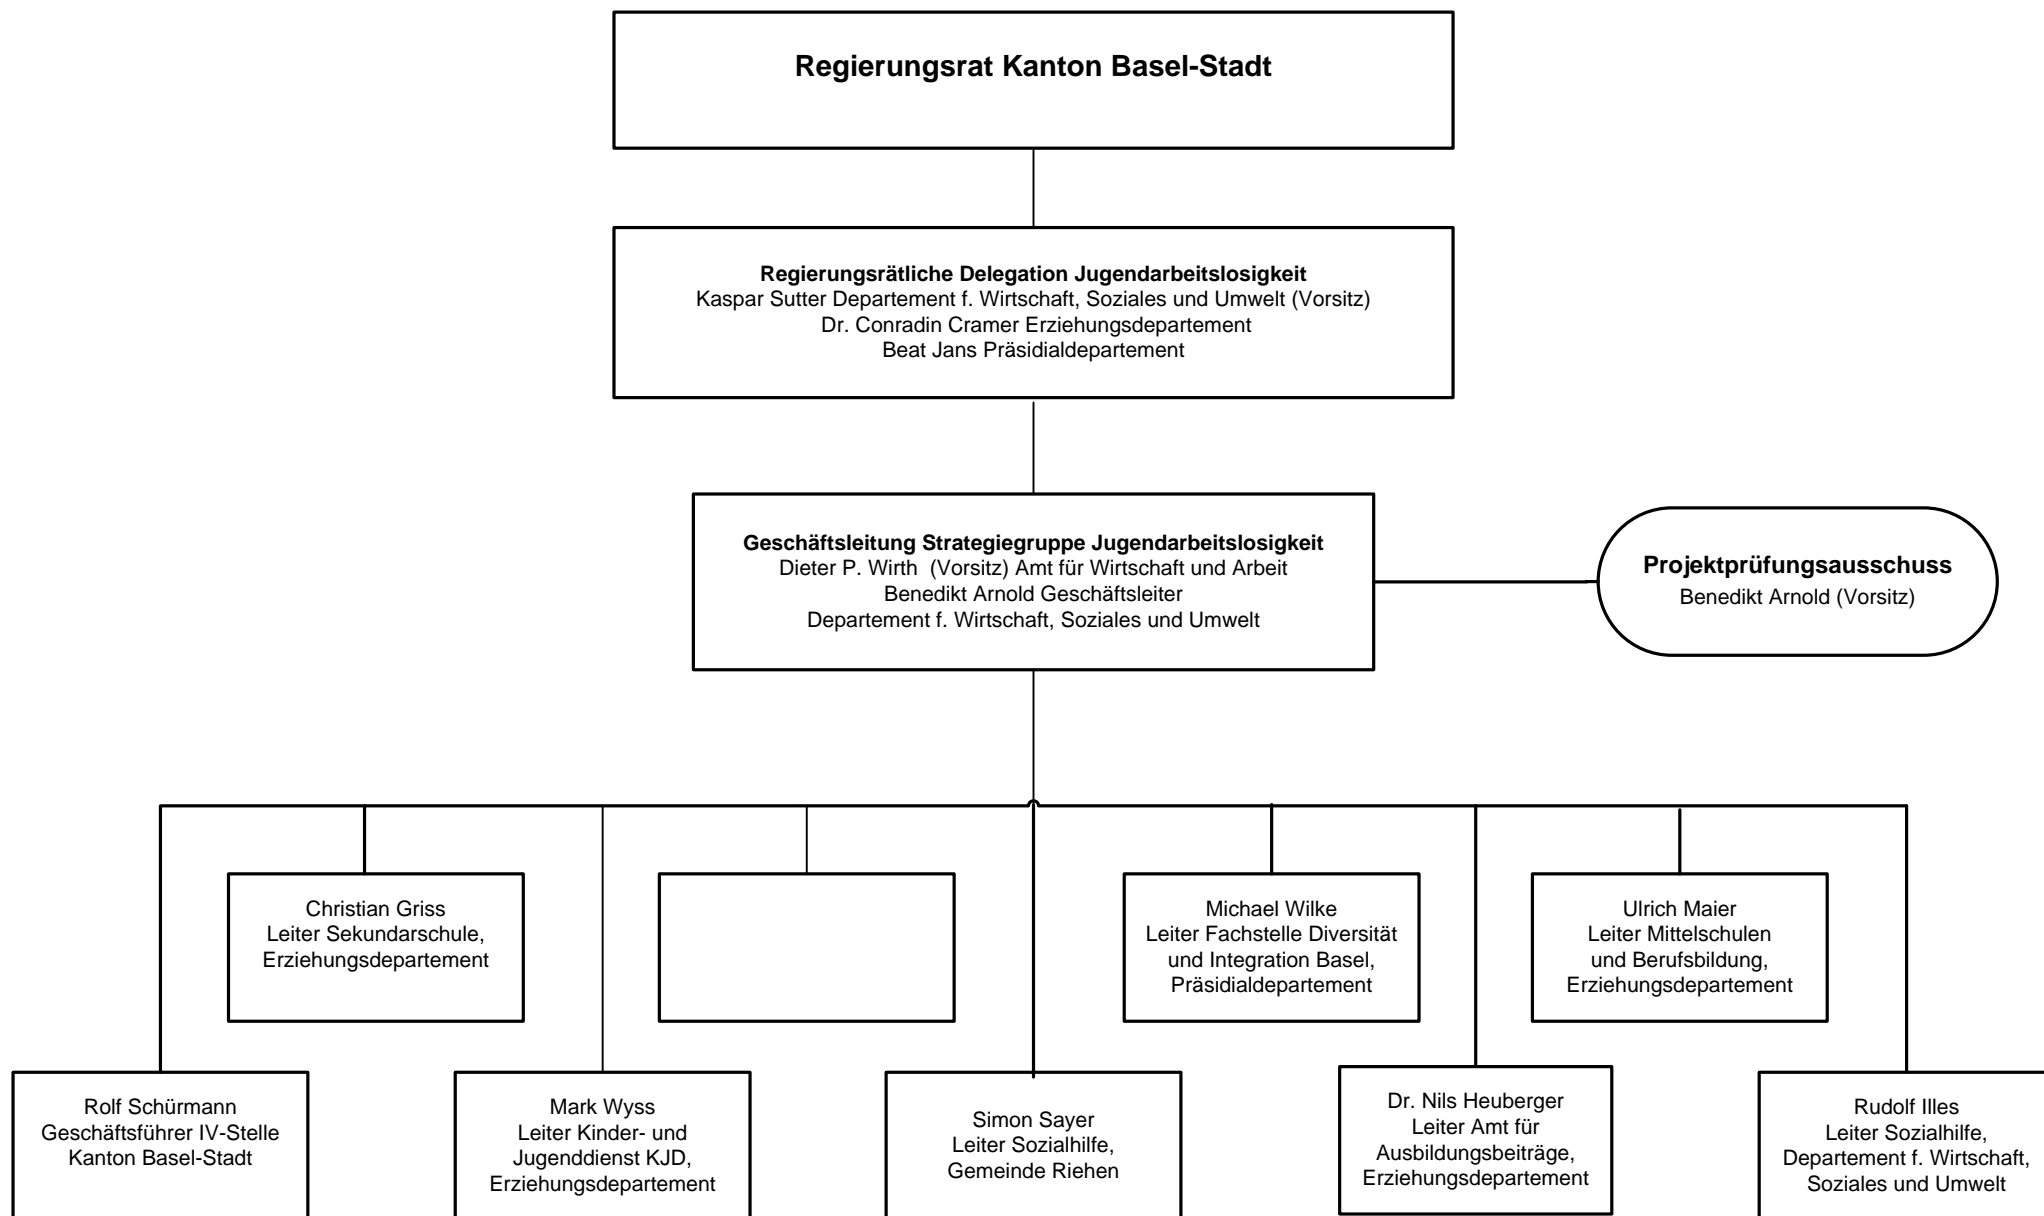 Regierungsrat Kanton Basel-Stadt
Regierungsrätliche Delegation Jugendarbeitslosigkeit
Kaspar Sutter Departement f. Wirtschaft, Soziales und Umwelt (Vorsitz)
Dr. Conradin Cramer Erziehungsdepartement
Beat Jans Präsidialdepartement
Geschäftsleitung Strategiegruppe Jugendarbeitslosigkeit
Dieter P. Wirth (Vorsitz) Amt für Wirtschaft und Arbeit
Benedikt Arnold Geschäftsleiter
Departement f. Wirtschaft, Soziales und Umwelt
Projektprüfungsausschuss
Benedikt Arnold (Vorsitz)
Christian Griss
Leiter Sekundarschule,
Erziehungsdepartement
Michael Wilke
Leiter Fachstelle Diversität
und Integration Basel,
Präsidialdepartement
Ulrich Maier
Leiter Mittelschulen
und Berufsbildung,
Erziehungsdepartement
Rolf Schürmann
Geschäftsführer IV-Stelle
Kanton Basel-Stadt
Mark Wyss
Leiter Kinder- und
Jugenddienst KJD,
Erziehungsdepartement
Simon Sayer
Leiter Sozialhilfe,
Gemeinde Riehen
Dr. Nils Heuberger
Leiter Amt für
Ausbildungsbeiträge,
Erziehungsdepartement
Rudolf Illes
Leiter Sozialhilfe,
Departement f. Wirtschaft,
Soziales und Umwelt